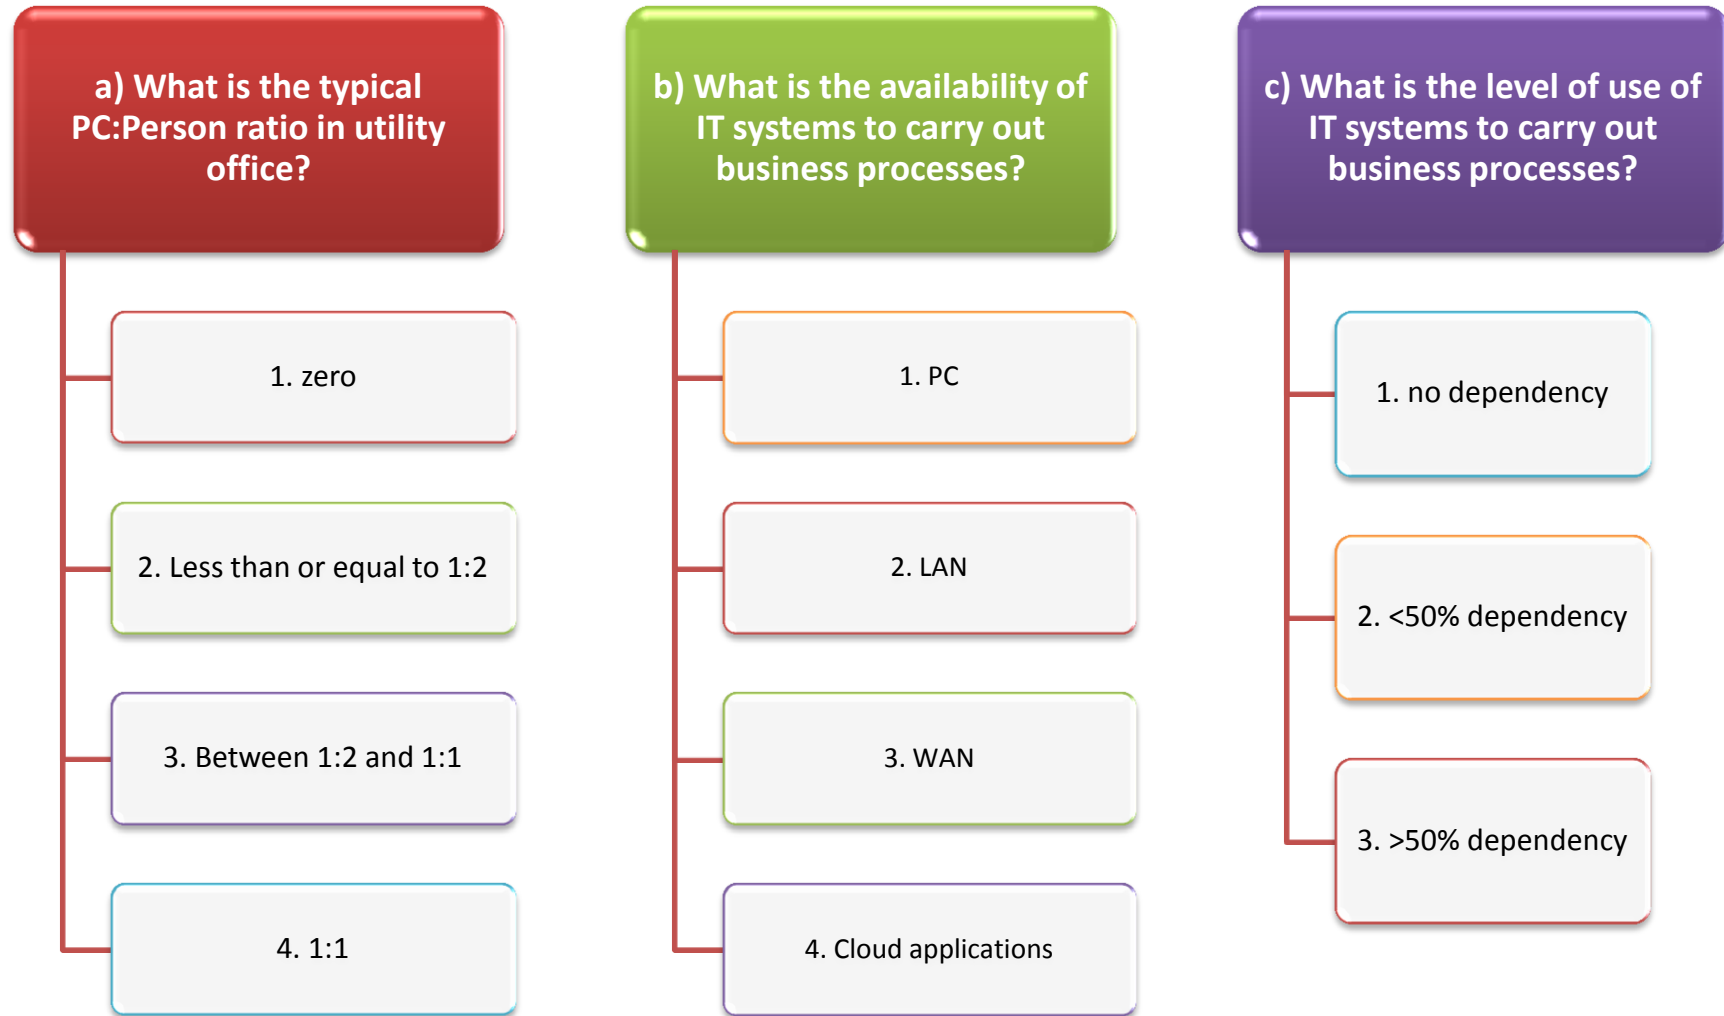 a) What is the typical
PC:Person ratio in utility
office?
1. zero
2. Less than or equal to 1:2
3. Between 1:2 and 1:1
4. 1:1
b) What is the availability of
IT systems to carry out
business processes?
1. PC
2. LAN
3. WAN
4. Cloud applications
c) What is the level of use of
IT systems to carry out
business processes?
1. no dependency
2. <50% dependency
3. >50% dependency